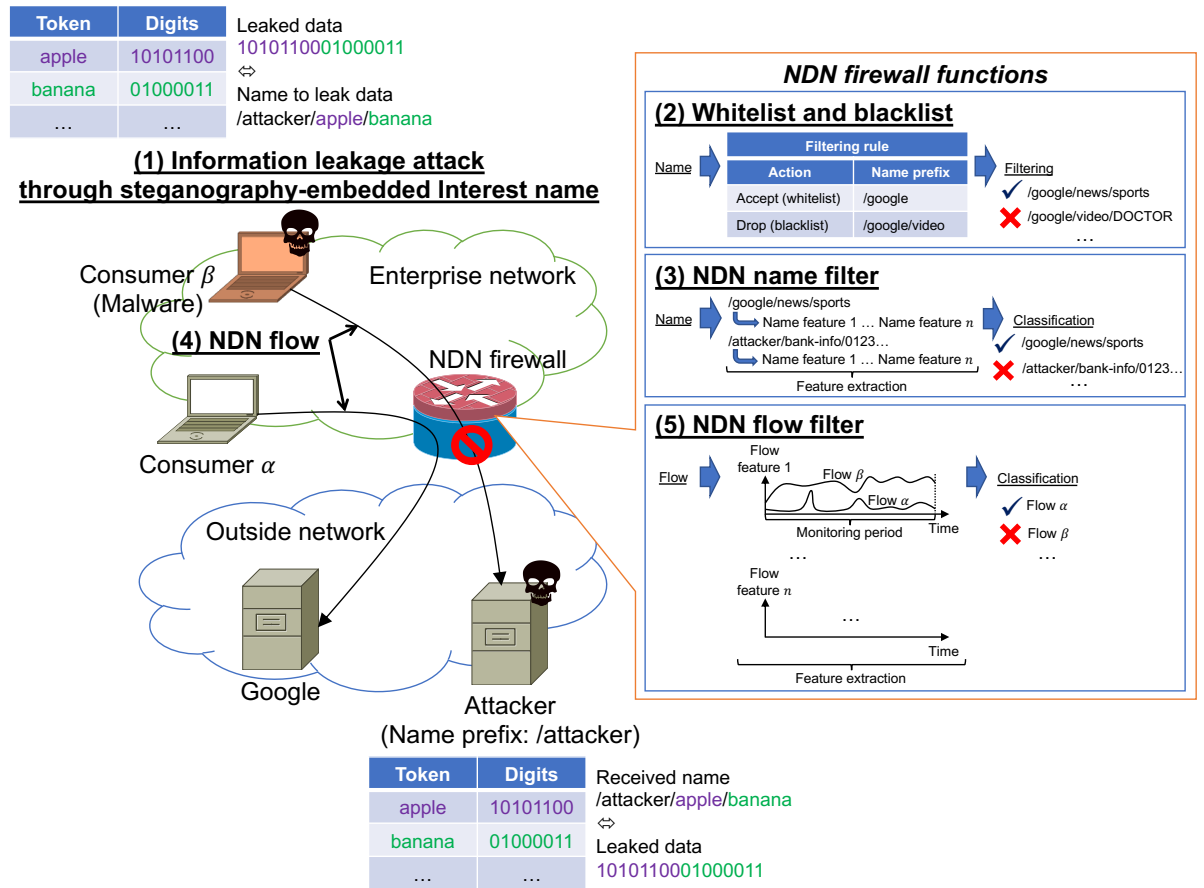 Token Digits
apple 10101100
banana 01000011
… …
Leaked data
1010110001000011
⇔
Name to leak data
/attacker/apple/banana
(1) Information leakage attack
through steganography-embedded Interest name
Consumer β
(Malware)
Enterprise network
(4) NDN flow
NDN firewall
Consumer α
Outside network
Google
Attacker
(Name prefix: /attacker)
Token Digits
apple 10101100
banana 01000011
… …
Received name
/attacker/apple/banana
⇔
Leaked data
1010110001000011
NDN firewall functions
(2) Whitelist and blacklist
Name
Filtering rule
Action Name prefix
Accept (whitelist) /google
Drop (blacklist) /google/video
Filtering
/google/news/sports
/google/video/DOCTOR
…
(3) NDN name filter
Name
/google/news/sports
Name feature 1 … Name feature n
/attacker/bank-info/0123…
Name feature 1 … Name feature n
Feature extraction
Classification
/google/news/sports
/attacker/bank-info/0123…
…
(5) NDN flow filter
Flow
Flow
feature 1
Flow β
Flow α
Time
Monitoring period
…
Flow
feature n
…
Time
Feature extraction
Classification
Flow α
Flow β
…